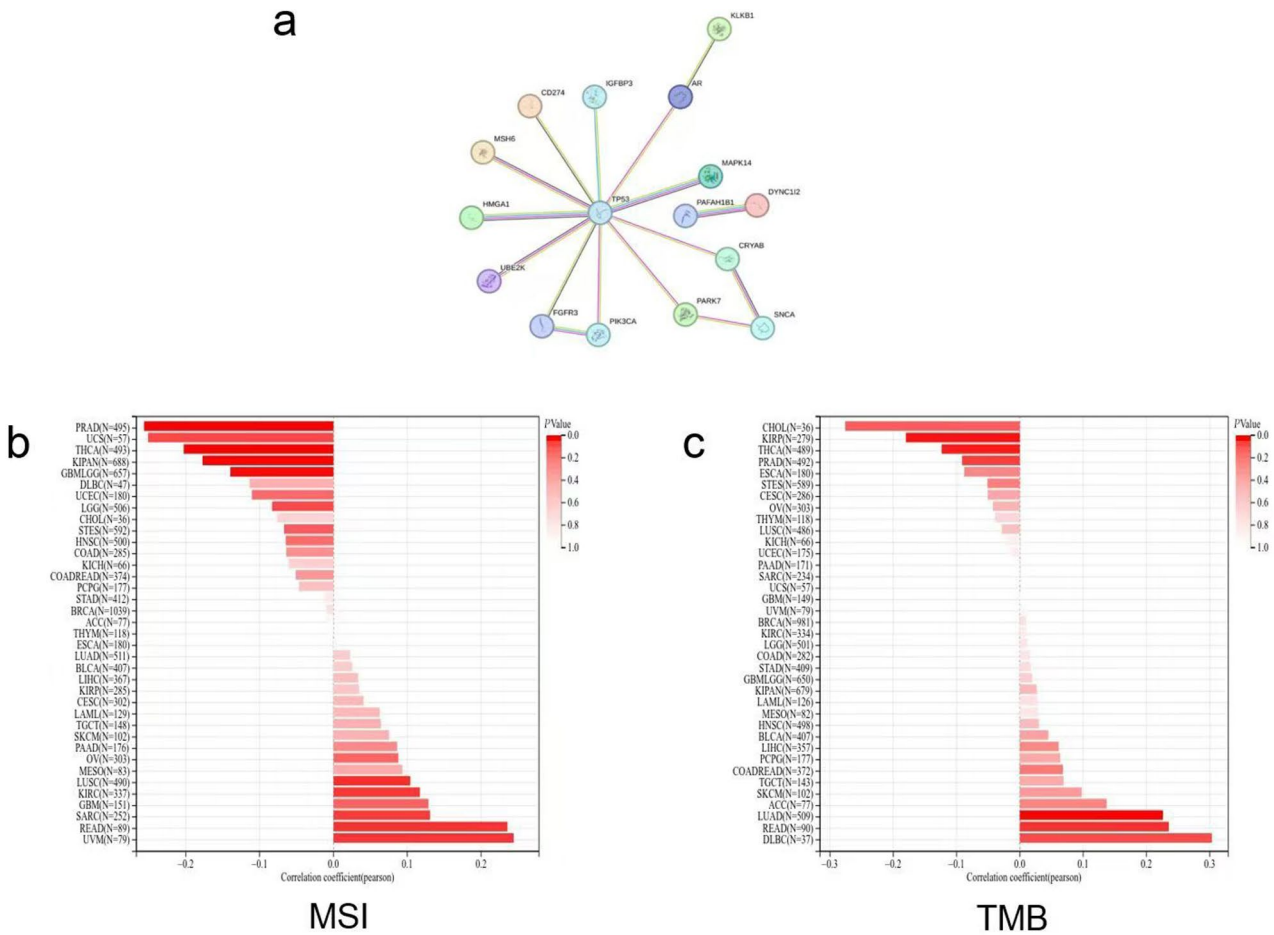 a
KLKB1
IGFBP3
AR
CD274
MSH6
MAPK14
TP53
DYNC1I2
HMGA1
PAFAH1B1
CRYAB
UBE2K
PARK7
FGFR3
PIK3CA
SNCA
b
PRAD(N=495)
UCS(N=57)
THCA(N=493)
KIPAN(N=688)
GBMLGG(N=657)
DLBC(N=47)
UCEC(N=180)
LGG(N=506)
CHOL(N=36)
STES(N=592)
HNSC(N=500)
COAD(N=285)
KICH(N=66)
COADREAD(N=374)
PCPG(N=177)
STAD(N=412)
BRCA(N=1039)
ACC(N=77)
THYM(N=118)
ESCA(N=180)
LUAD(N=511)
BLCA(N=407)
LIHC(N=367)
KIRP(N=285)
CESC(N=302)
LAML(N=129)
TGCT(N=148)
SKCM(N=102)
PAAD(N=176)
OV(N=303)
MESO(N=83)
LUSC(N=490)
KIRC(N=337)
GBM(N=151)
SARC(N=252)
READ(N=89)
UVM(N=79)
−0.2 −0.1 0.0 0.1 0.2
Correlation coefficient(pearson)
PValue
0.0
0.2
0.4
0.6
0.8
1.0
MSI
c
CHOL(N=36)
KIRP(N=279)
THCA(N=489)
PRAD(N=492)
ESCA(N=180)
STES(N=589)
CESC(N=286)
OV(N=303)
THYM(N=118)
LUSC(N=486)
KICH(N=66)
UCEC(N=175)
PAAD(N=171)
SARC(N=234)
UCS(N=57)
GBM(N=149)
UVM(N=79)
BRCA(N=981)
KIRC(N=334)
LGG(N=501)
COAD(N=282)
STAD(N=409)
GBMLGG(N=650)
KIPAN(N=679)
LAML(N=126)
MESO(N=82)
HNSC(N=498)
BLCA(N=407)
LIHC(N=357)
PCPG(N=177)
COADREAD(N=372)
TGCT(N=143)
SKCM(N=102)
ACC(N=77)
LUAD(N=509)
READ(N=90)
DLBC(N=37)
−0.3 −0.2 −0.1 0.0 0.1 0.2 0.3
Correlation coefficient(pearson)
PValue
0.0
0.2
0.4
0.6
0.8
1.0
TMB